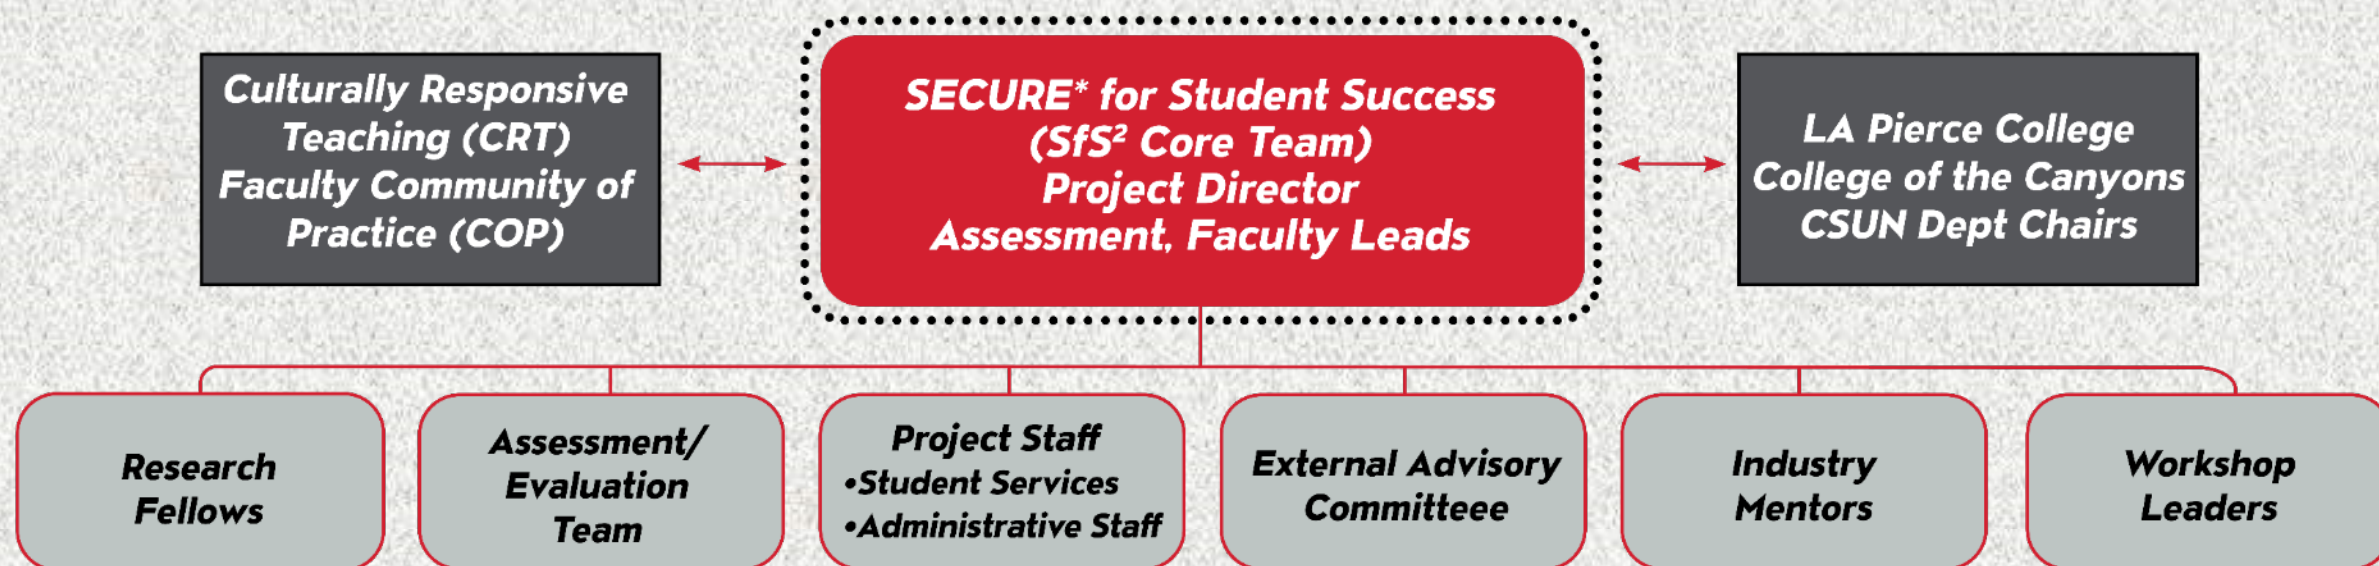 Culturally Responsive
Teaching (CRT)
Faculty Community of
Practice (COP)
SECURE* for Student Success
(SfS² Core Team)
Project Director
Assessment, Faculty Leads
LA Pierce College
College of the Canyons
CSUN Dept Chairs
Research
Fellows
Assessment/
Evaluation
Team
Project Staff
•Student Services
•Administrative Staff
External Advisory
Committeee
Industry
Mentors
Workshop
Leaders